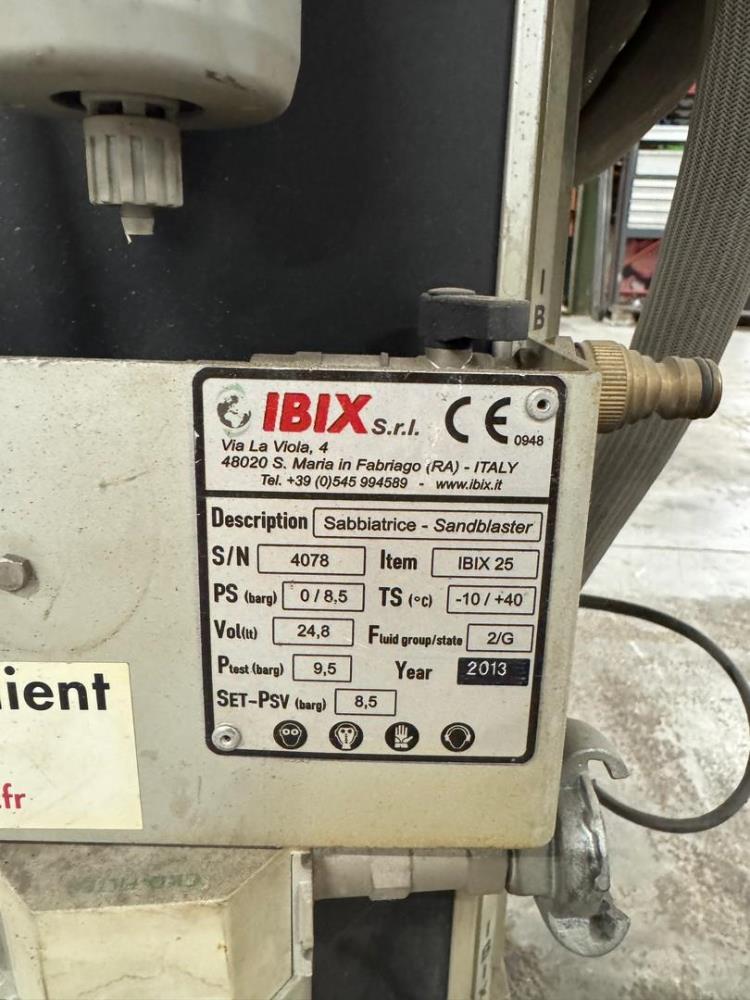 I
B
IBIX S.r.l. CE 0948
Via La Viola, 4
48020 S. Maria in Fabriago (RA) - ITALY
Tel. +39 (0)545 994589 - www.ibix.it
Description Sabbiatrice - Sandblaster
S/N 4078 Item IBIX 25
PS (barg) 0 / 8,5 TS (°C) -10 / +40
Vol(lt) 24,8 Fluid group/state 2/G
Ptest (barg) 9,5 Year 2013
SET-PSV (barg) 8,5
lient
.fr